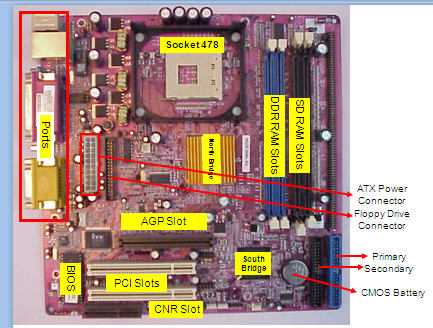 Socket 478
Ports
DDR RAM Slots
SD RAM Slots
North Bridge
ATX Power
Connector
Floppy Drive
Connector
AGP Slot
South
Bridge
Primary
Secondary
BIOS
PCI Slots
CMOS Battery
CNR Slot